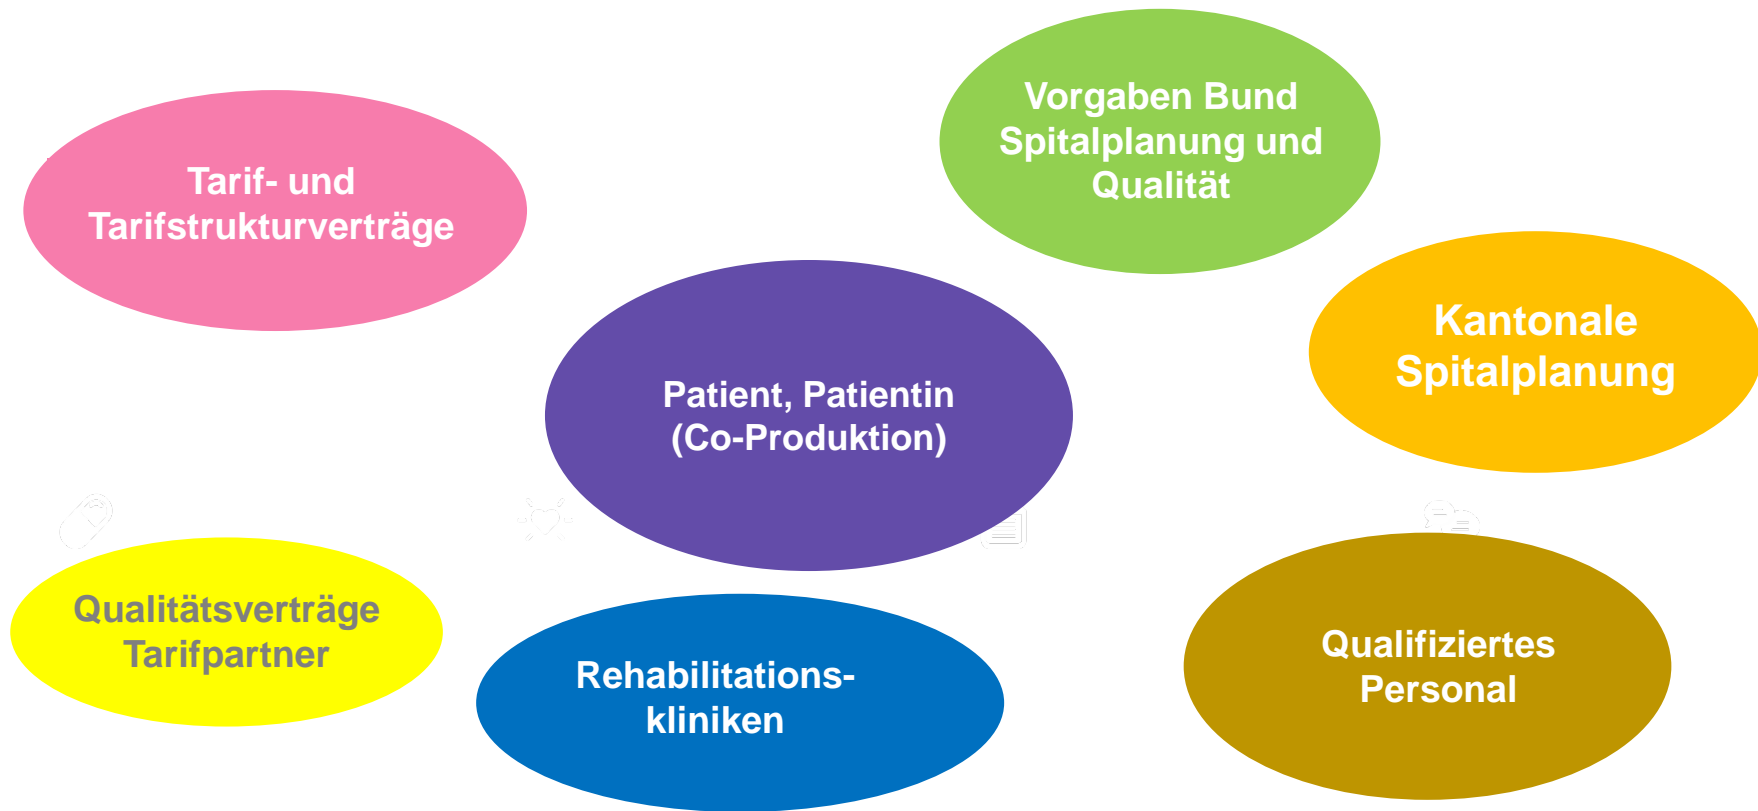 Vorgaben Bund
Spitalplanung und
Qualität
Tarif- und
Tarifstrukturverträge
Kantonale
Spitalplanung
Patient, Patientin
(Co-Produktion)
Qualitätsverträge
Tarifpartner
Rehabilitations-
kliniken
Qualifiziertes
Personal